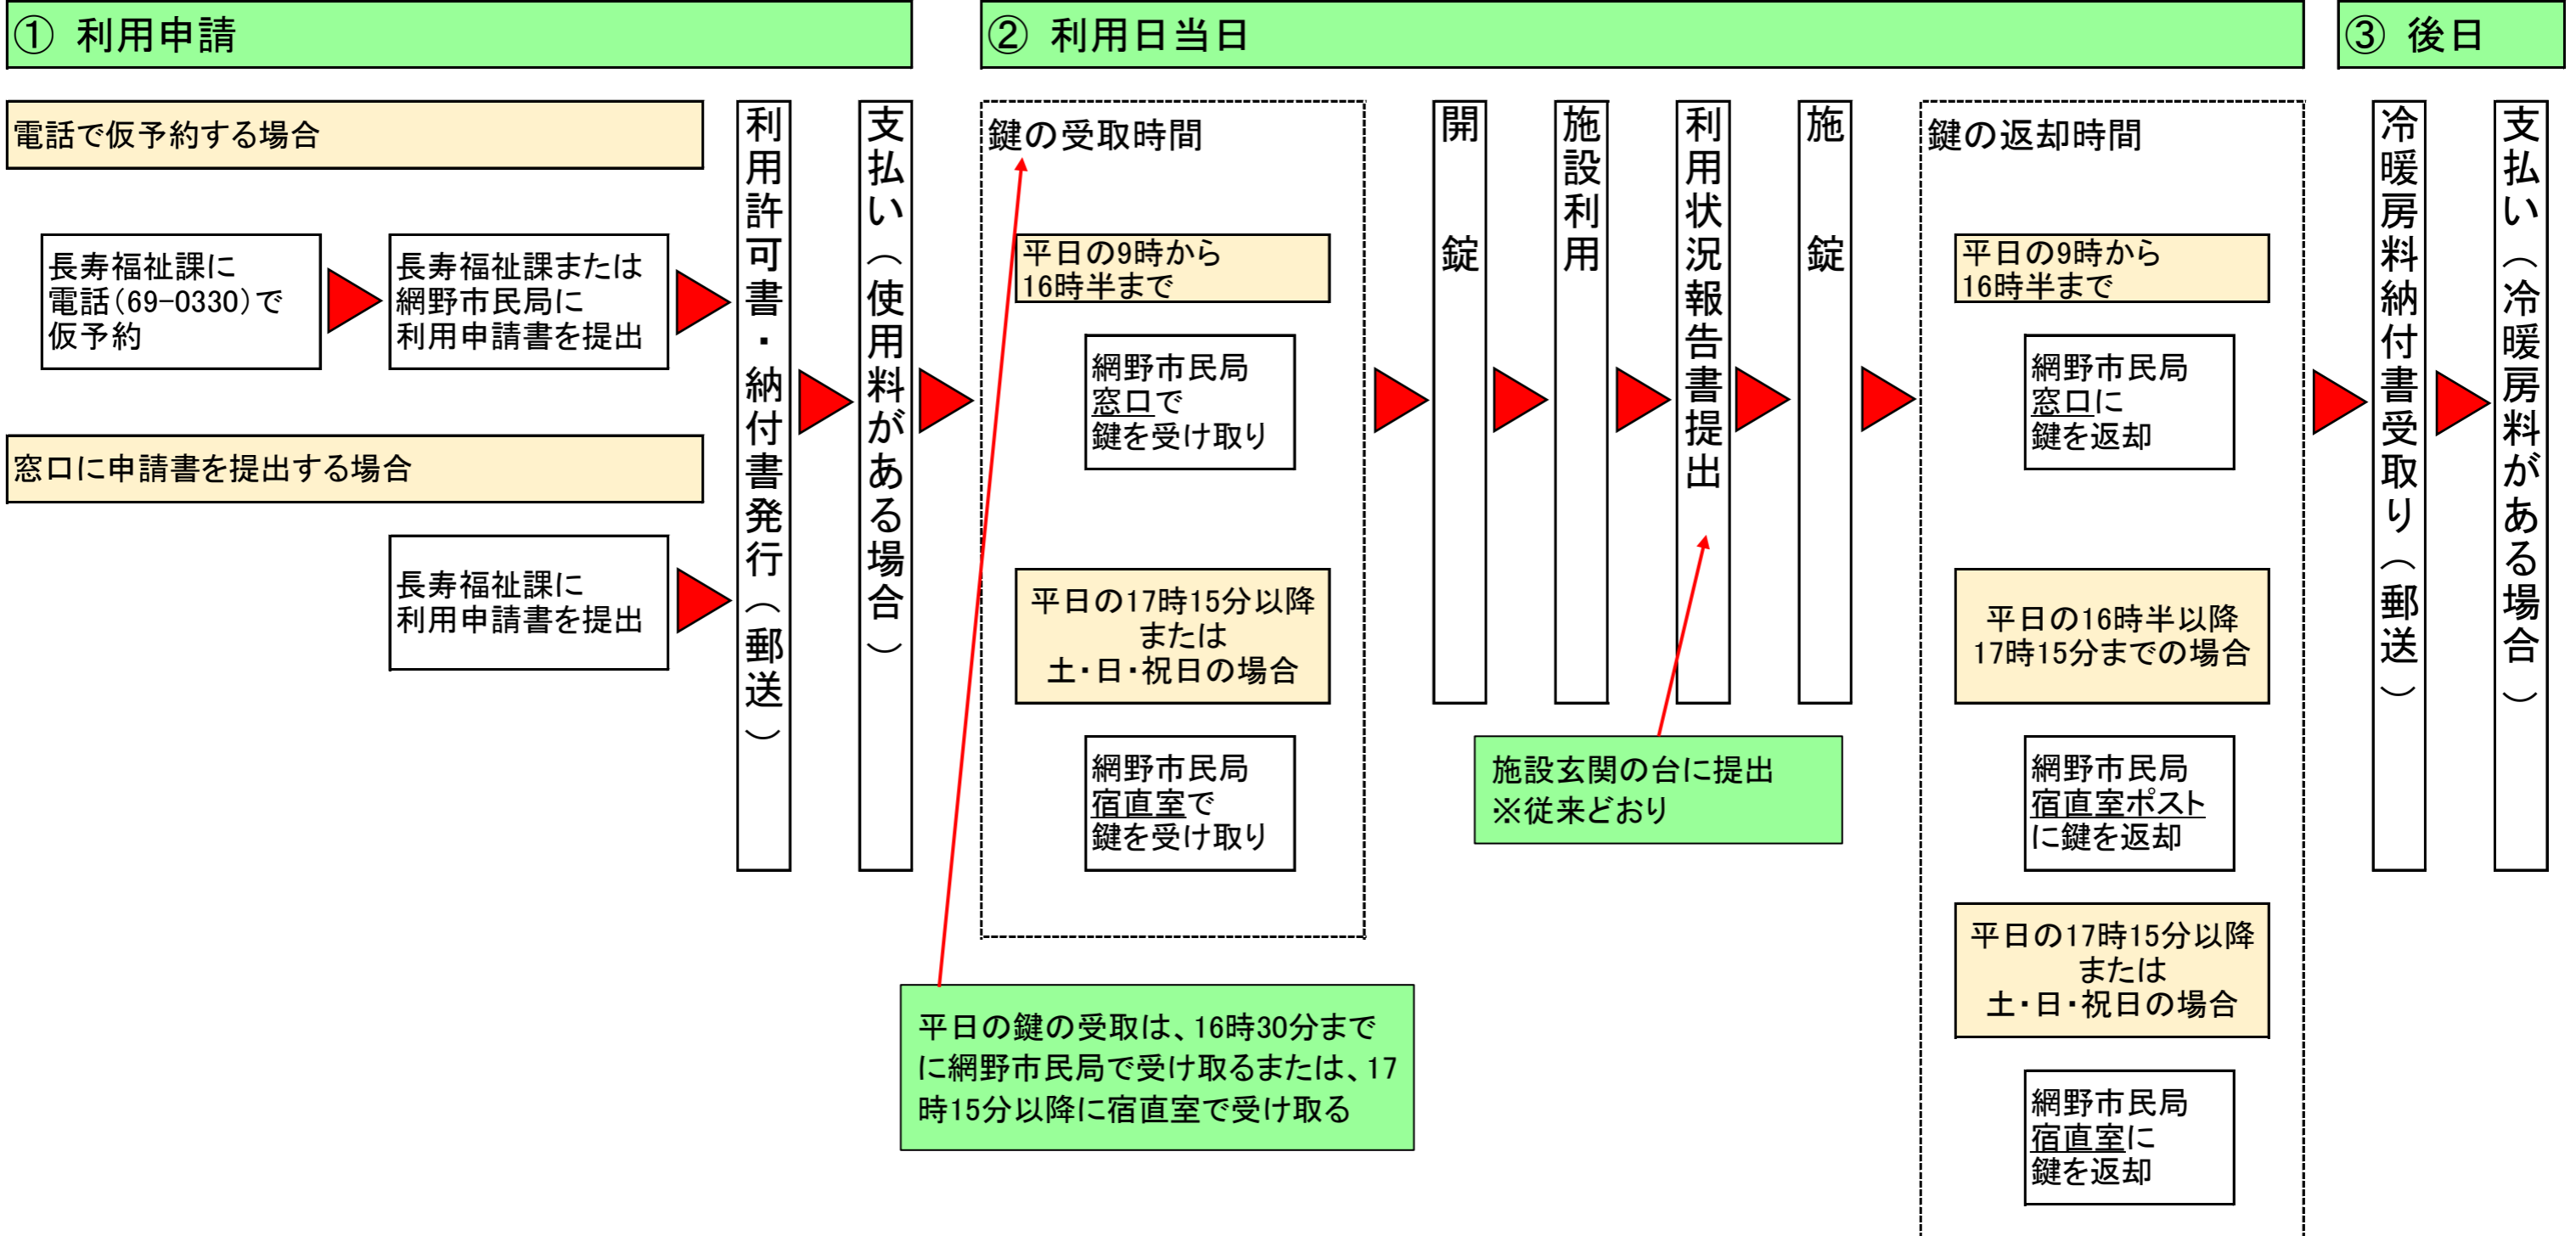 ① 利用申請
② 利用日当日
③ 後日
電話で仮予約する場合
長寿福祉課に
電話(69-0330)で
仮予約
長寿福祉課または
網野市民局に
利用申請書を提出
窓口に申請書を提出する場合
長寿福祉課に
利用申請書を提出
利用許可書・納付書発行(郵送)
支払い(使用料がある場合)
鍵の受取時間
平日の9時から
16時半まで
網野市民局
窓口で
鍵を受け取り
平日の17時15分以降
または
土・日・祝日の場合
網野市民局
宿直室で
鍵を受け取り
平日の鍵の受取は、16時30分まで
に網野市民局で受け取るまたは、17
時15分以降に宿直室で受け取る
開錠
施設利用
利用状況報告書提出
施設玄関の台に提出
※従来どおり
施錠
鍵の返却時間
平日の9時から
16時半まで
網野市民局
窓口に
鍵を返却
平日の16時半以降
17時15分までの場合
網野市民局
宿直室ポスト
に鍵を返却
平日の17時15分以降
または
土・日・祝日の場合
網野市民局
宿直室に
鍵を返却
冷暖房料納付書受取り(郵送)
支払い(冷暖房料がある場合)